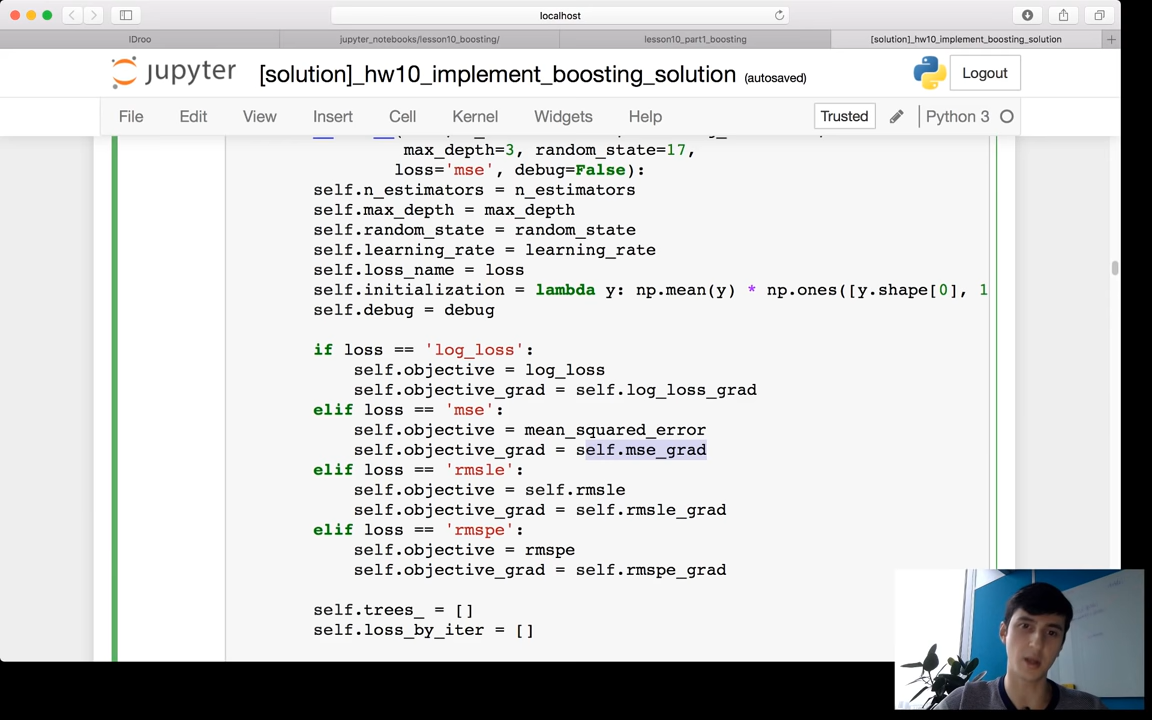 localhost
!Droo
jupyter_notebooks/lesson10_boosting/
lesson10_part1_boosting
[solution]_hw10_implement_boosting_solution
jupyter
[solution]_hw10_implement_boosting_solution (autosaved)
Logout
File Edit View Insert Cell Kernel Widgets Help
Trusted
Python 3
max_depth=3, random_state=17,
loss='mse', debug=False):
self.n_estimators = n_estimators
self.max_depth = max_depth
self.random_state = random_state
self.learning_rate = learning_rate
self.loss_name = loss
self.initialization = lambda y: np.mean(y) * np.ones([y.shape[0], 1
self.debug = debug
if loss == 'log_loss':
self.objective = log_loss
self.objective_grad = self.log_loss_grad
elif loss == 'mse':
self.objective = mean_squared_error
self.objective_grad = self.mse_grad
elif loss == 'rmsle':
self.objective = self.rmsle
self.objective_grad = self.rmsle_grad
elif loss == 'rmspe':
self.objective = rmspe
self.objective_grad = self.rmspe_grad
self.trees_ = []
self.loss_by_iter = []